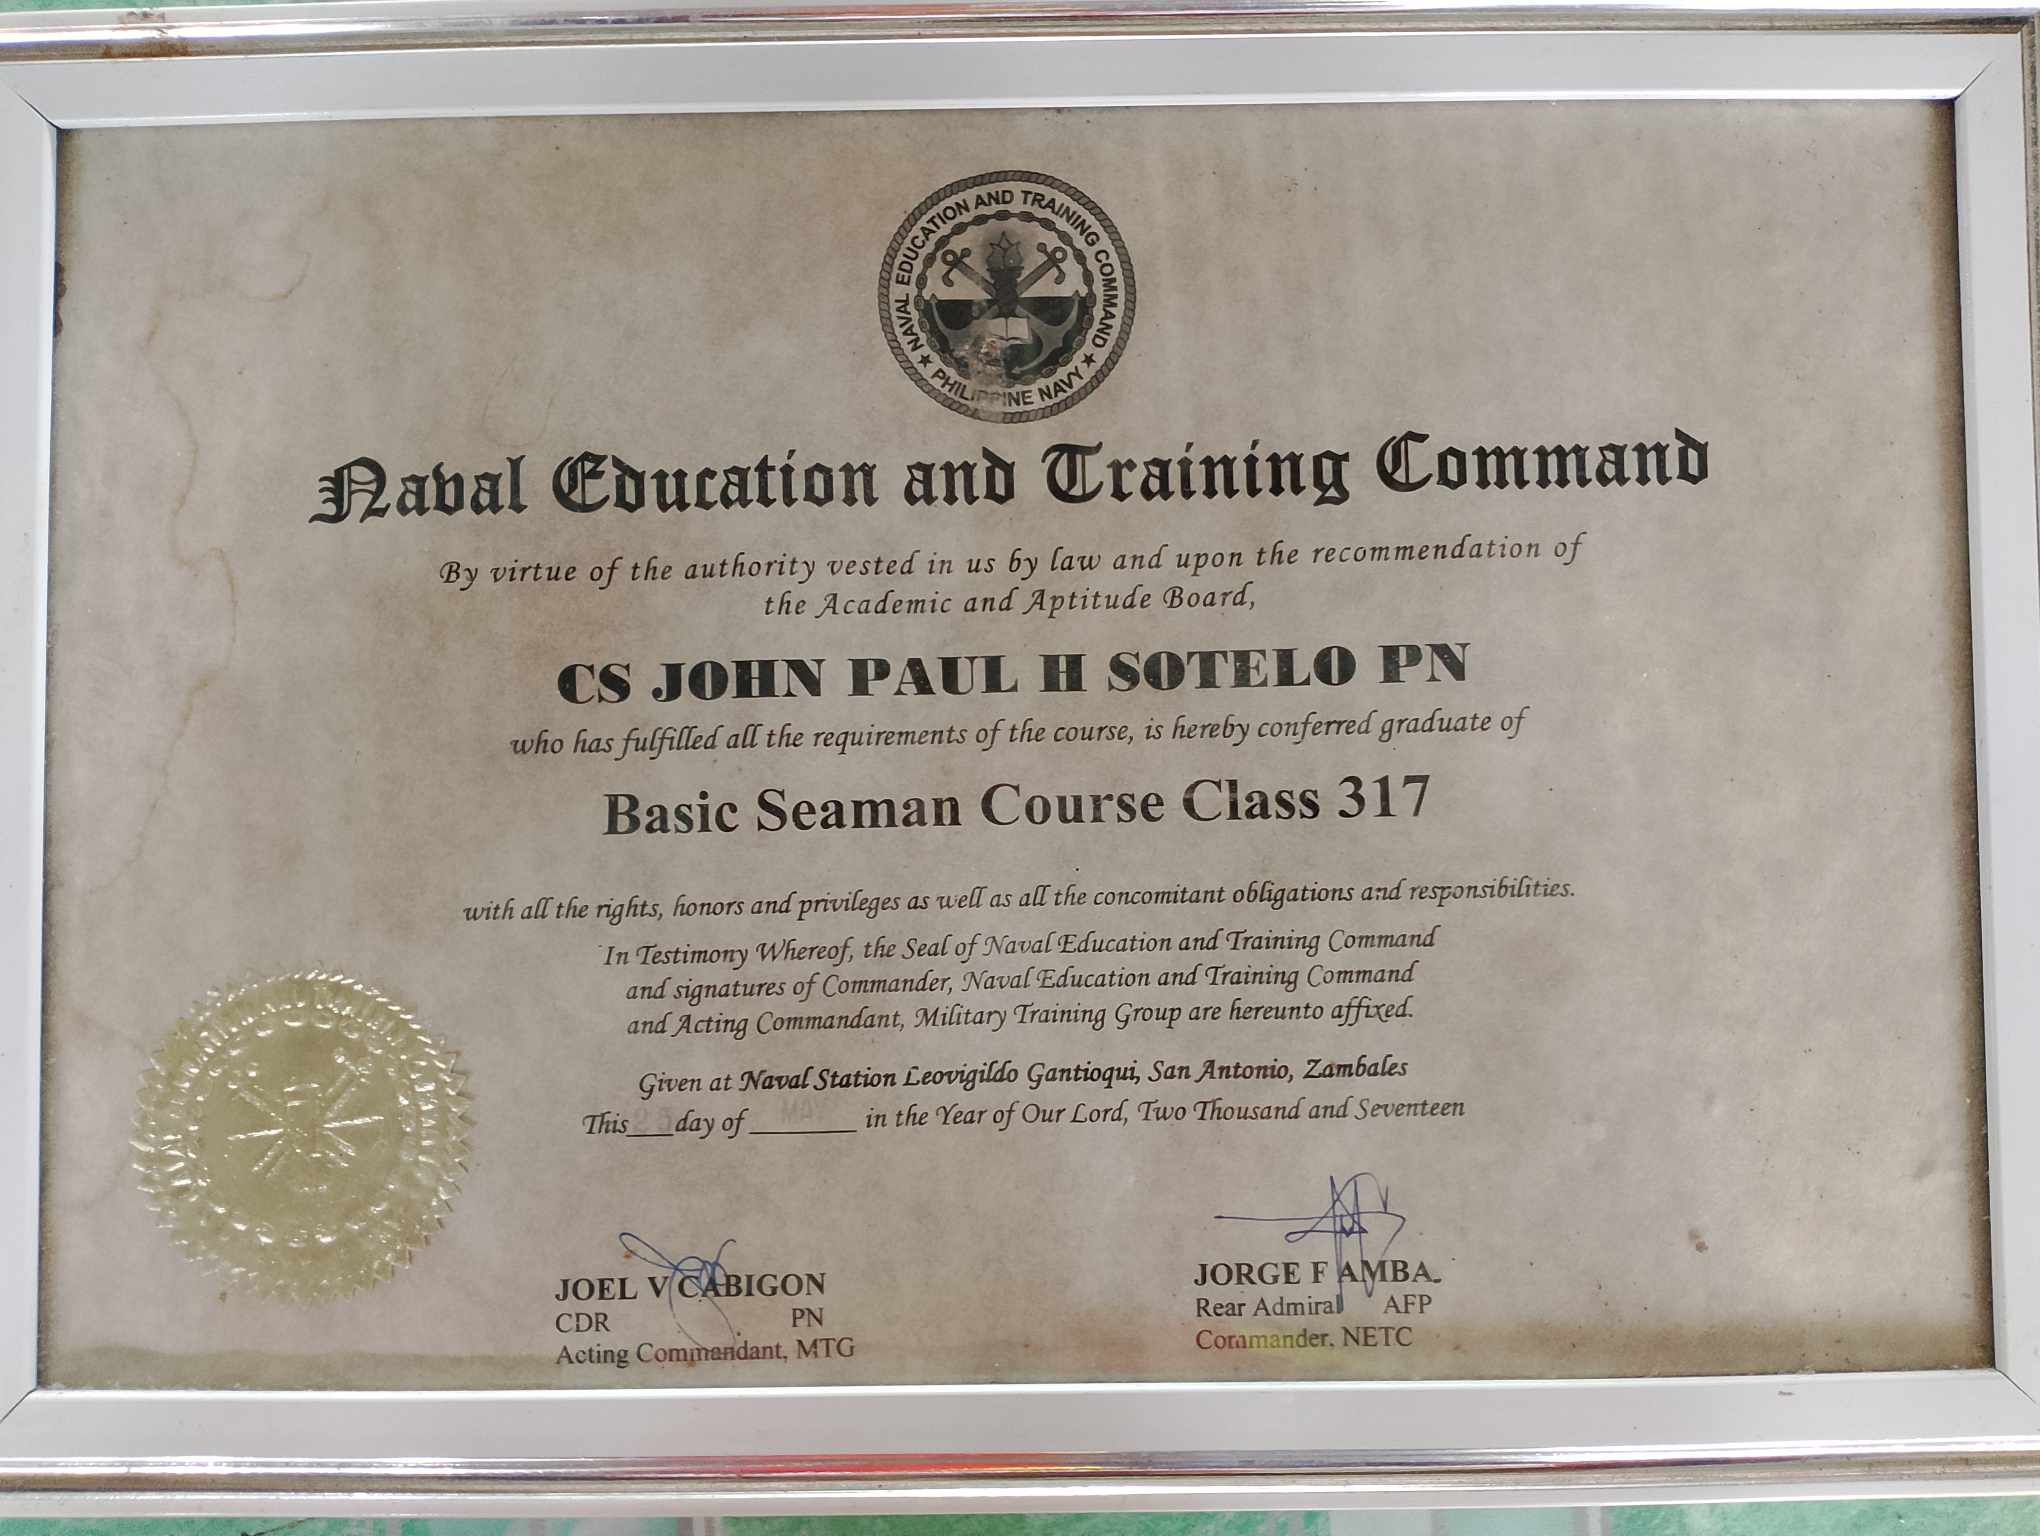 NAVAL EDUCATION AND TRAINING COMMAND
★ PHILIPPINE NAVY ★
Naval Education and Training Command
By virtue of the authority vested in us by law and upon the recommendation of
the Academic and Aptitude Board,
CS JOHN PAUL H SOTELO PN
who has fulfilled all the requirements of the course, is hereby conferred graduate of
Basic Seaman Course Class 317
with all the rights, honors and privileges as well as all the concomitant obligations and responsibilities.
In Testimony Whereof, the Seal of Naval Education and Training Command
and signatures of Commander, Naval Education and Training Command
and Acting Commandant, Military Training Group are hereunto affixed.
Given at Naval Station Leovigildo Gantioqui, San Antonio, Zambales
This ___ day of MAY in the Year of Our Lord, Two Thousand and Seventeen
JOEL V CABIGON
CDR PN
Acting Commandant, MTG
JORGE F AMBA
Rear Admiral AFP
Commander, NETC